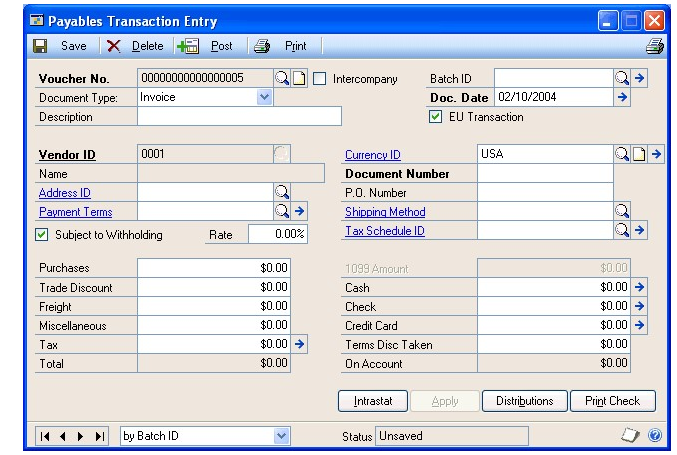 Payables Transaction Entry
Save Delete Post Print
Voucher No. 00000000000000005 Intercompany Batch ID
Document Type: Invoice Doc. Date 02/10/2004
Description EU Transaction
Vendor ID 0001 Currency ID USA
Name Document Number
Address ID P.O. Number
Payment Terms Shipping Method
Subject to Withholding Rate 0.00% Tax Schedule ID
Purchases $0.00 1099 Amount $0.00
Trade Discount $0.00 Cash $0.00
Freight $0.00 Check $0.00
Miscellaneous $0.00 Credit Card $0.00
Tax $0.00 Terms Disc Taken $0.00
Total $0.00 On Account $0.00
Intrastat Apply Distributions Print Check
by Batch ID Status Unsaved